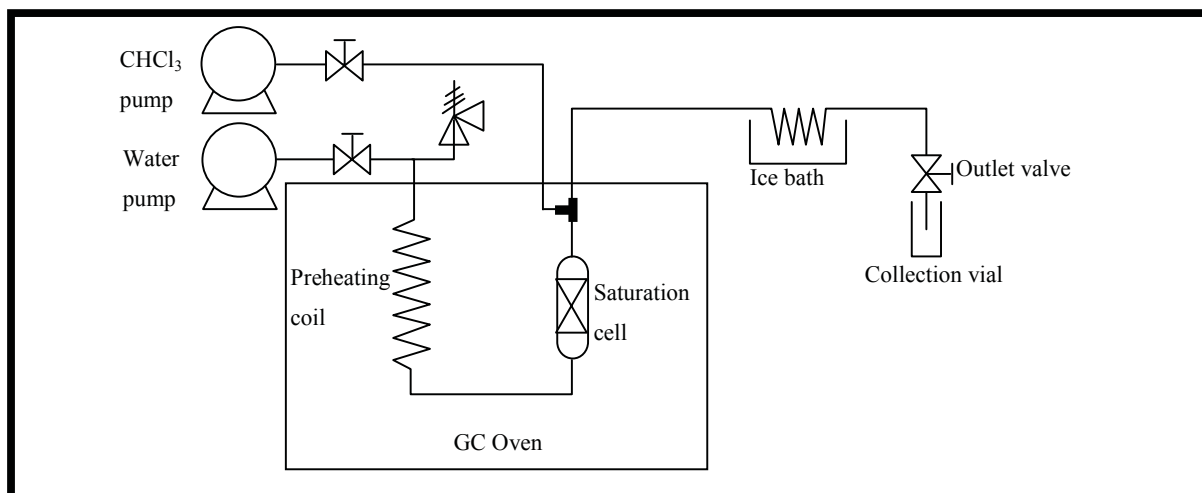 CHCl₃
pump
Water
pump
Ice bath
Outlet valve
Collection vial
Preheating
coil
Saturation
cell
GC Oven